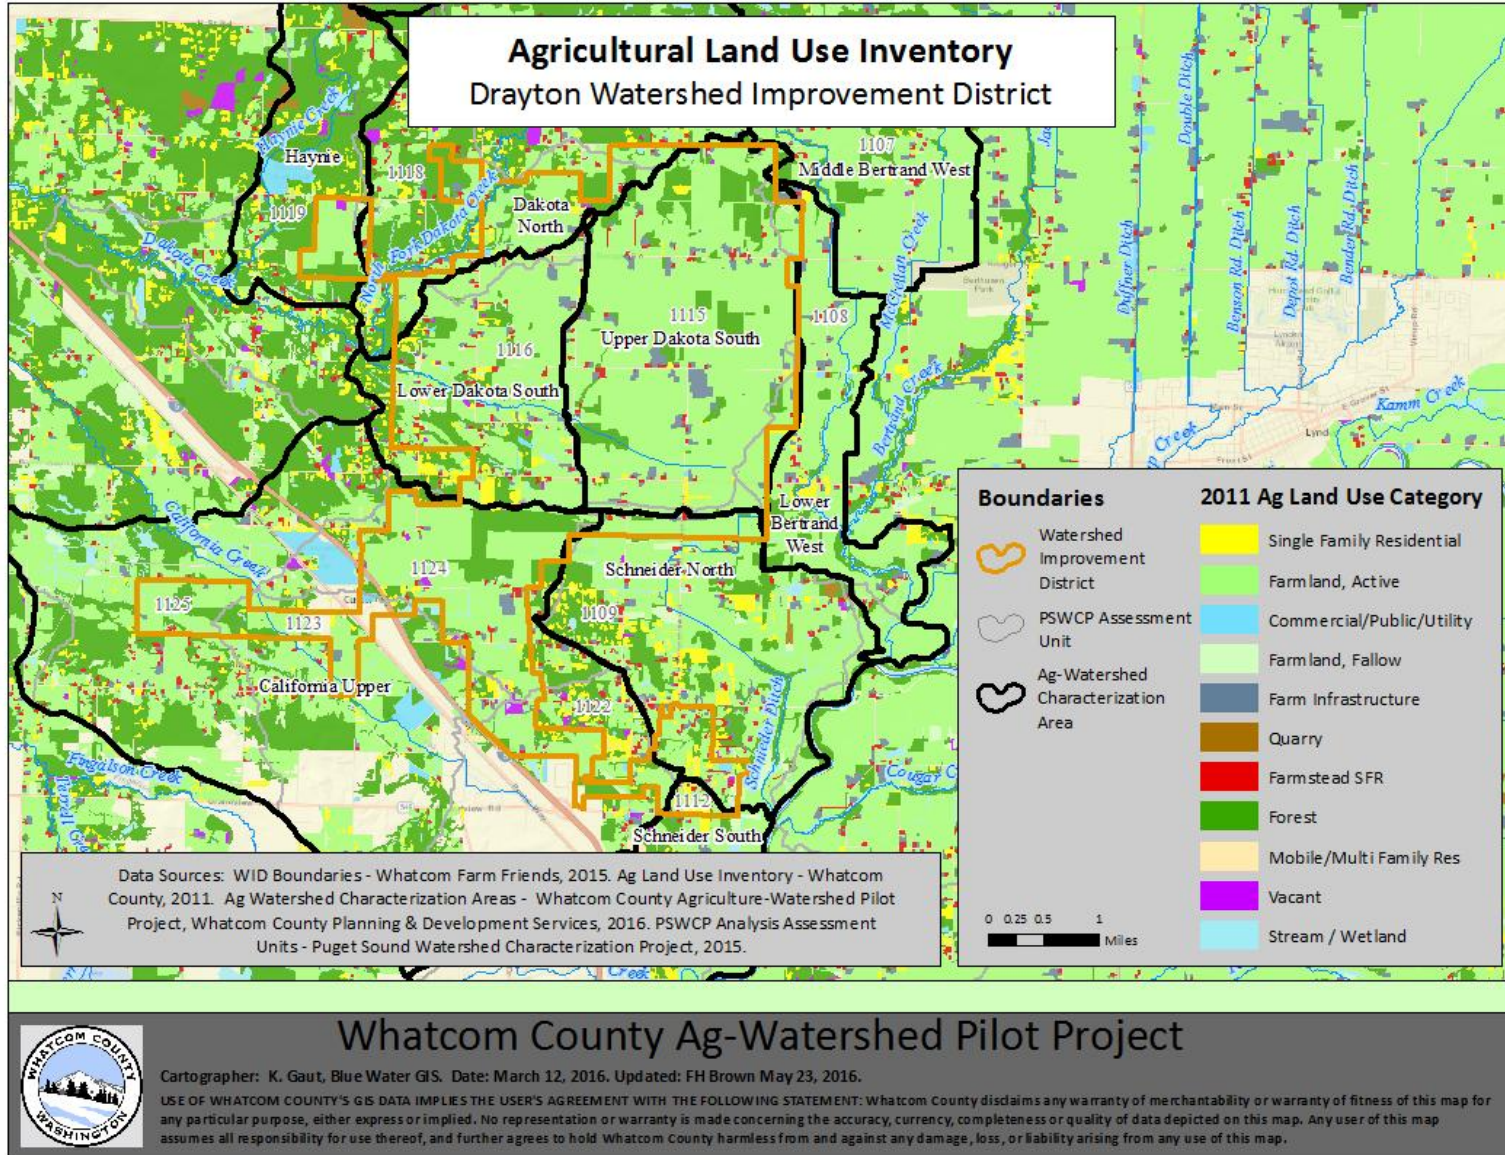 Agricultural Land Use Inventory
Drayton Watershed Improvement District
Haynie Creek
Haynie
1118
1119
North Fork Dakota Creek
Dakota
North
1107
Middle Bertrand West
Dakota Creek
1115
Upper Dakota South
1108
McClellan Creek
1116
Lower Dakota South
Bertrand Creek
Duffner Ditch
Double Ditch
Benson Rd. Ditch
Depot Rd. Ditch
Bender Rd. Ditch
Kamm Creek
Lynd
Creek
California Creek
1124
1125
1123
California Upper
Lower
Bertrand
West
Schneider North
1109
1122
Schnieder Ditch
1112
Schneider South
Fingalson Creek
Cougar C
Creek
Boundaries
Watershed
Improvement
District
PSWCP Assessment
Unit
Ag-Watershed
Characterization
Area
0 0.25 0.5 1
Miles
2011 Ag Land Use Category
Single Family Residential
Farmland, Active
Commercial/Public/Utility
Farmland, Fallow
Farm Infrastructure
Quarry
Farmstead SFR
Forest
Mobile/Multi Family Res
Vacant
Stream / Wetland
N
Data Sources: WID Boundaries - Whatcom Farm Friends, 2015. Ag Land Use Inventory - Whatcom
County, 2011. Ag Watershed Characterization Areas - Whatcom County Agriculture-Watershed Pilot
Project, Whatcom County Planning & Development Services, 2016. PSWCP Analysis Assessment
Units - Puget Sound Watershed Characterization Project, 2015.
WHATCOM COUNTY
WASHINGTON
Whatcom County Ag-Watershed Pilot Project
Cartographer: K. Gaut, Blue Water GIS. Date: March 12, 2016. Updated: FH Brown May 23, 2016.
USE OF WHATCOM COUNTY'S GIS DATA IMPLIES THE USER'S AGREEMENT WITH THE FOLLOWING STATEMENT: Whatcom County disclaims any warranty of merchantability or warranty of fitness of this map for
any particular purpose, either express or implied. No representation or warranty is made concerning the accuracy, currency, completeness or quality of data depicted on this map. Any user of this map
assumes all responsibility for use thereof, and further agrees to hold Whatcom County harmless from and against any damage, loss, or liability arising from any use of this map.